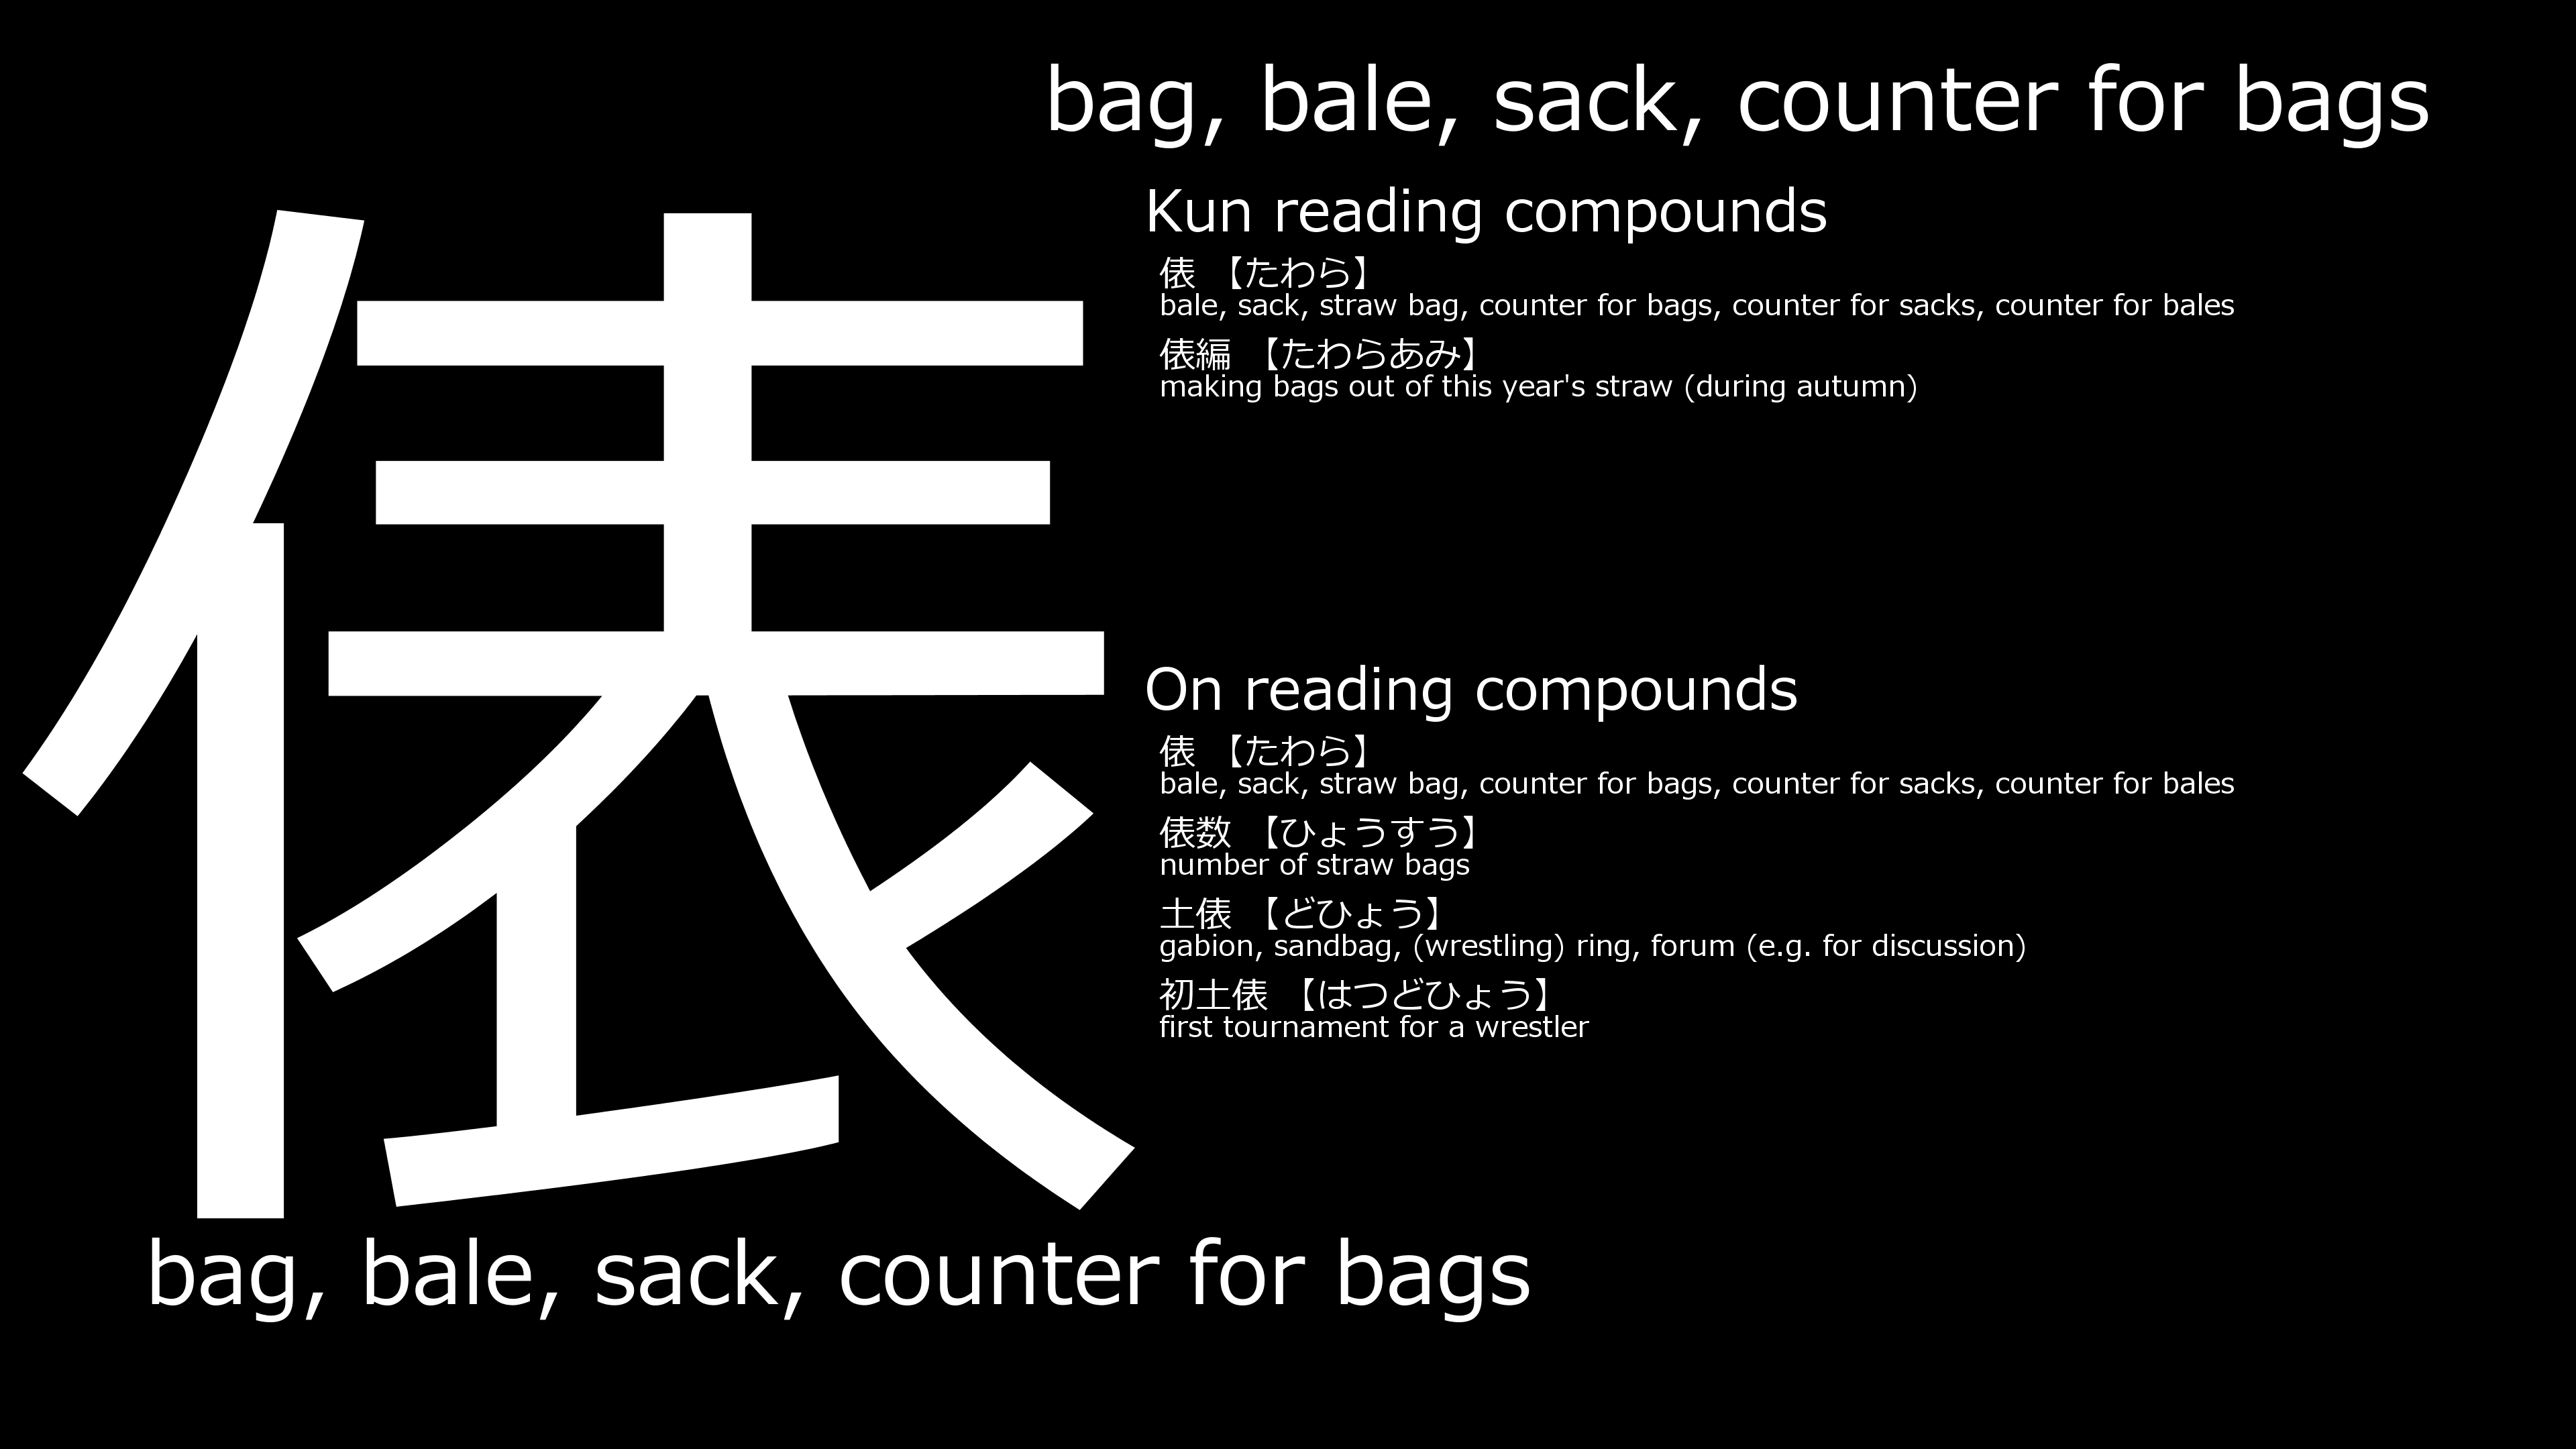 bag, bale, sack, counter for bags
俵
Kun reading compounds
俵 【たわら】
bale, sack, straw bag, counter for bags, counter for sacks, counter for bales
俵編 【たわらあみ】
making bags out of this year's straw (during autumn)
On reading compounds
俵 【たわら】
bale, sack, straw bag, counter for bags, counter for sacks, counter for bales
俵数 【ひょうすう】
number of straw bags
土俵 【どひょう】
gabion, sandbag, (wrestling) ring, forum (e.g. for discussion)
初土俵 【はつどひょう】
first tournament for a wrestler
bag, bale, sack, counter for bags